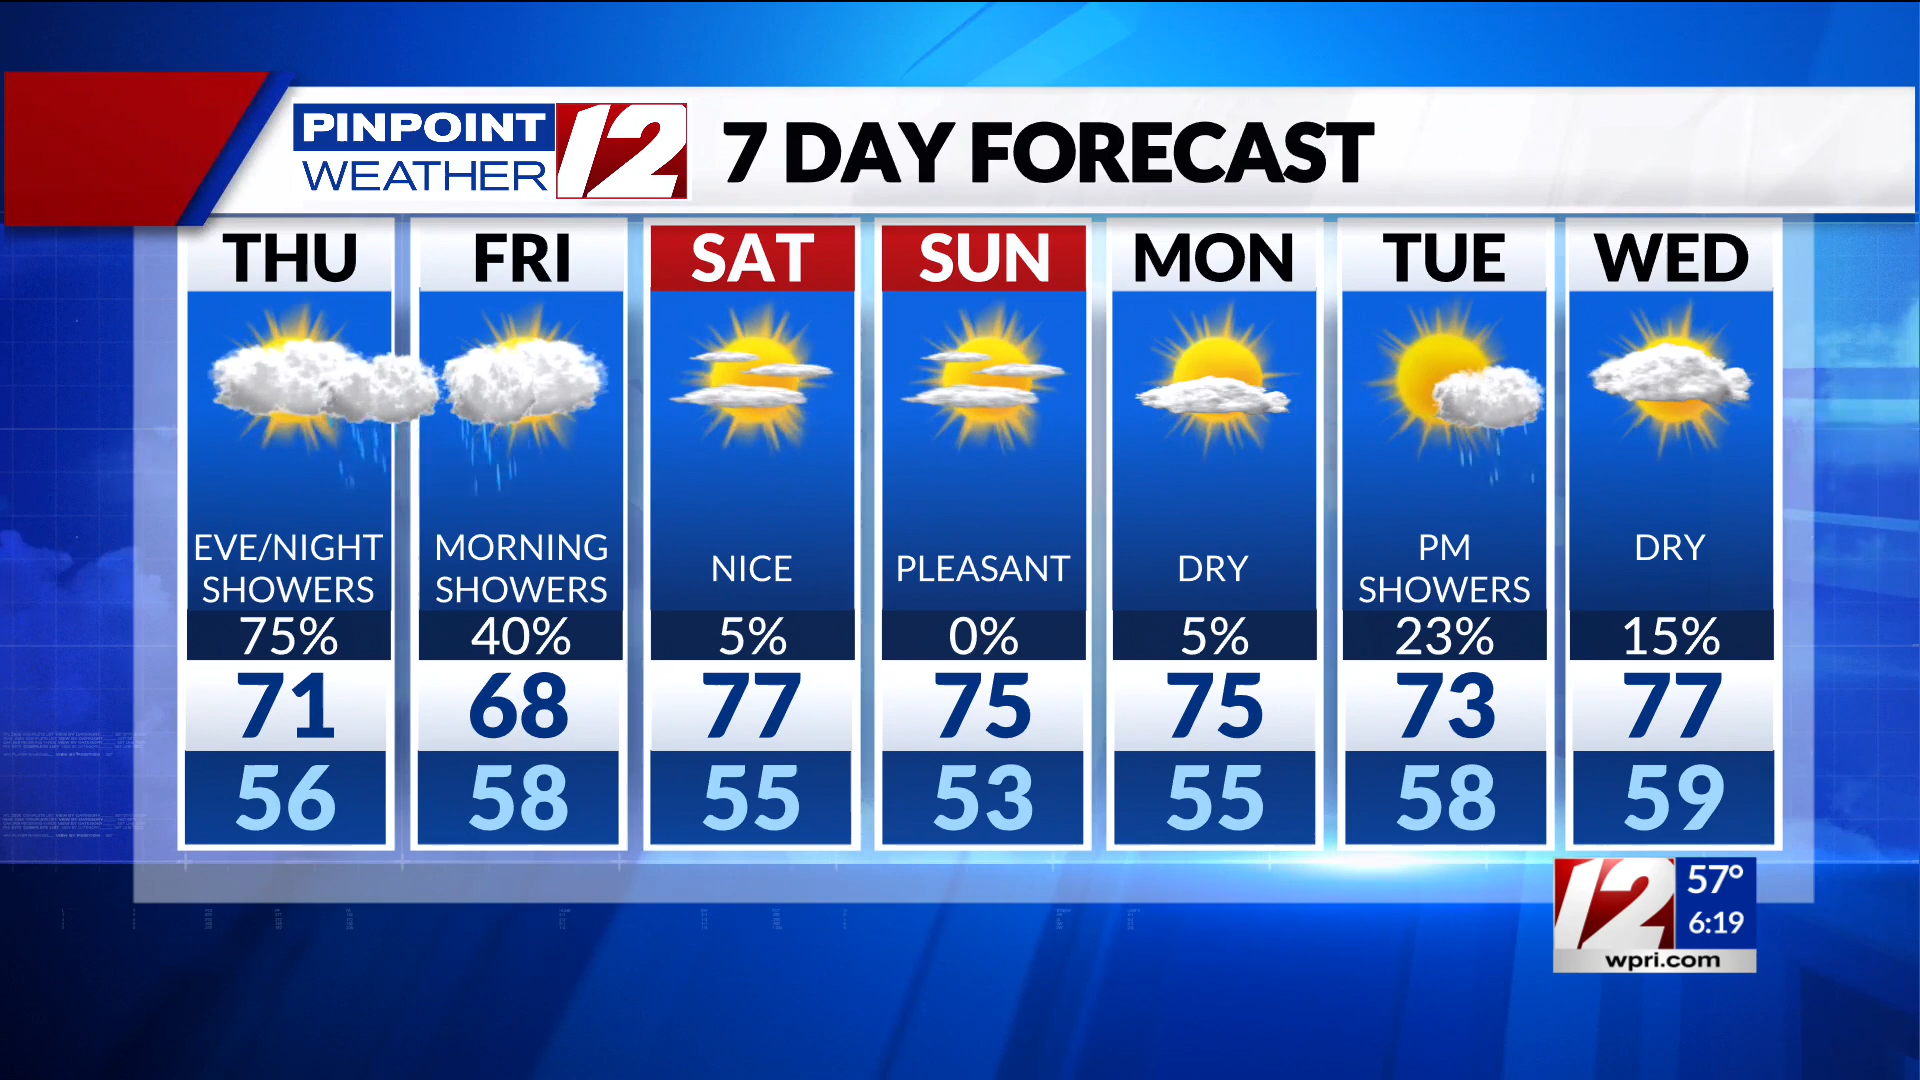 PINPOINT
WEATHER
12
7 DAY FORECAST
THU FRI SAT SUN MON TUE WED
EVE/NIGHT
SHOWERS
MORNING
SHOWERS
NICE
PLEASANT
DRY
PM
SHOWERS
DRY
75% 40% 5% 0% 5% 23% 15%
71 68 77 75 75 73 77
56 58 55 53 55 58 59
12
57°
6:19
wpri.com